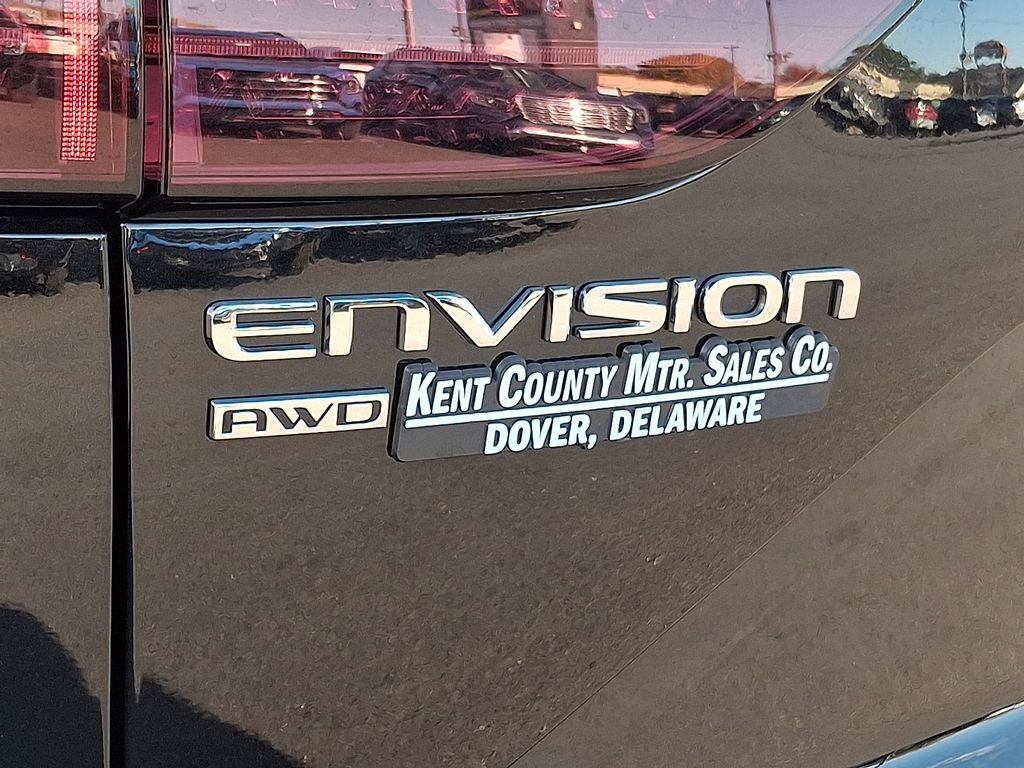 ENVISION
AWD
KENT COUNTY MTR. SALES CO.
DOVER, DELAWARE